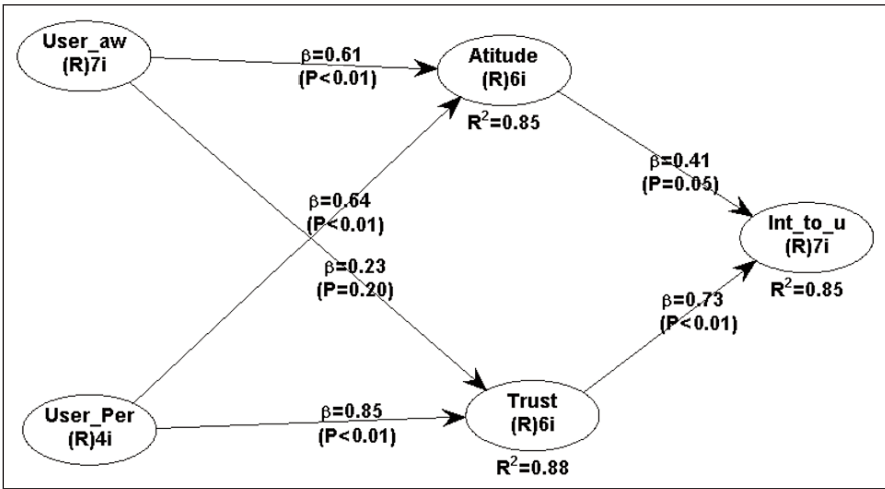 User_aw
(R)7i
β=0.61
(P<0.01)
Atitude
(R)6i
R²=0.85
β=0.41
(P=0.05)
β=0.64
(P<0.01)
Int_to_u
(R)7i
R²=0.85
β=0.23
(P=0.20)
β=0.73
(P<0.01)
User_Per
(R)4i
β=0.85
(P<0.01)
Trust
(R)6i
R²=0.88